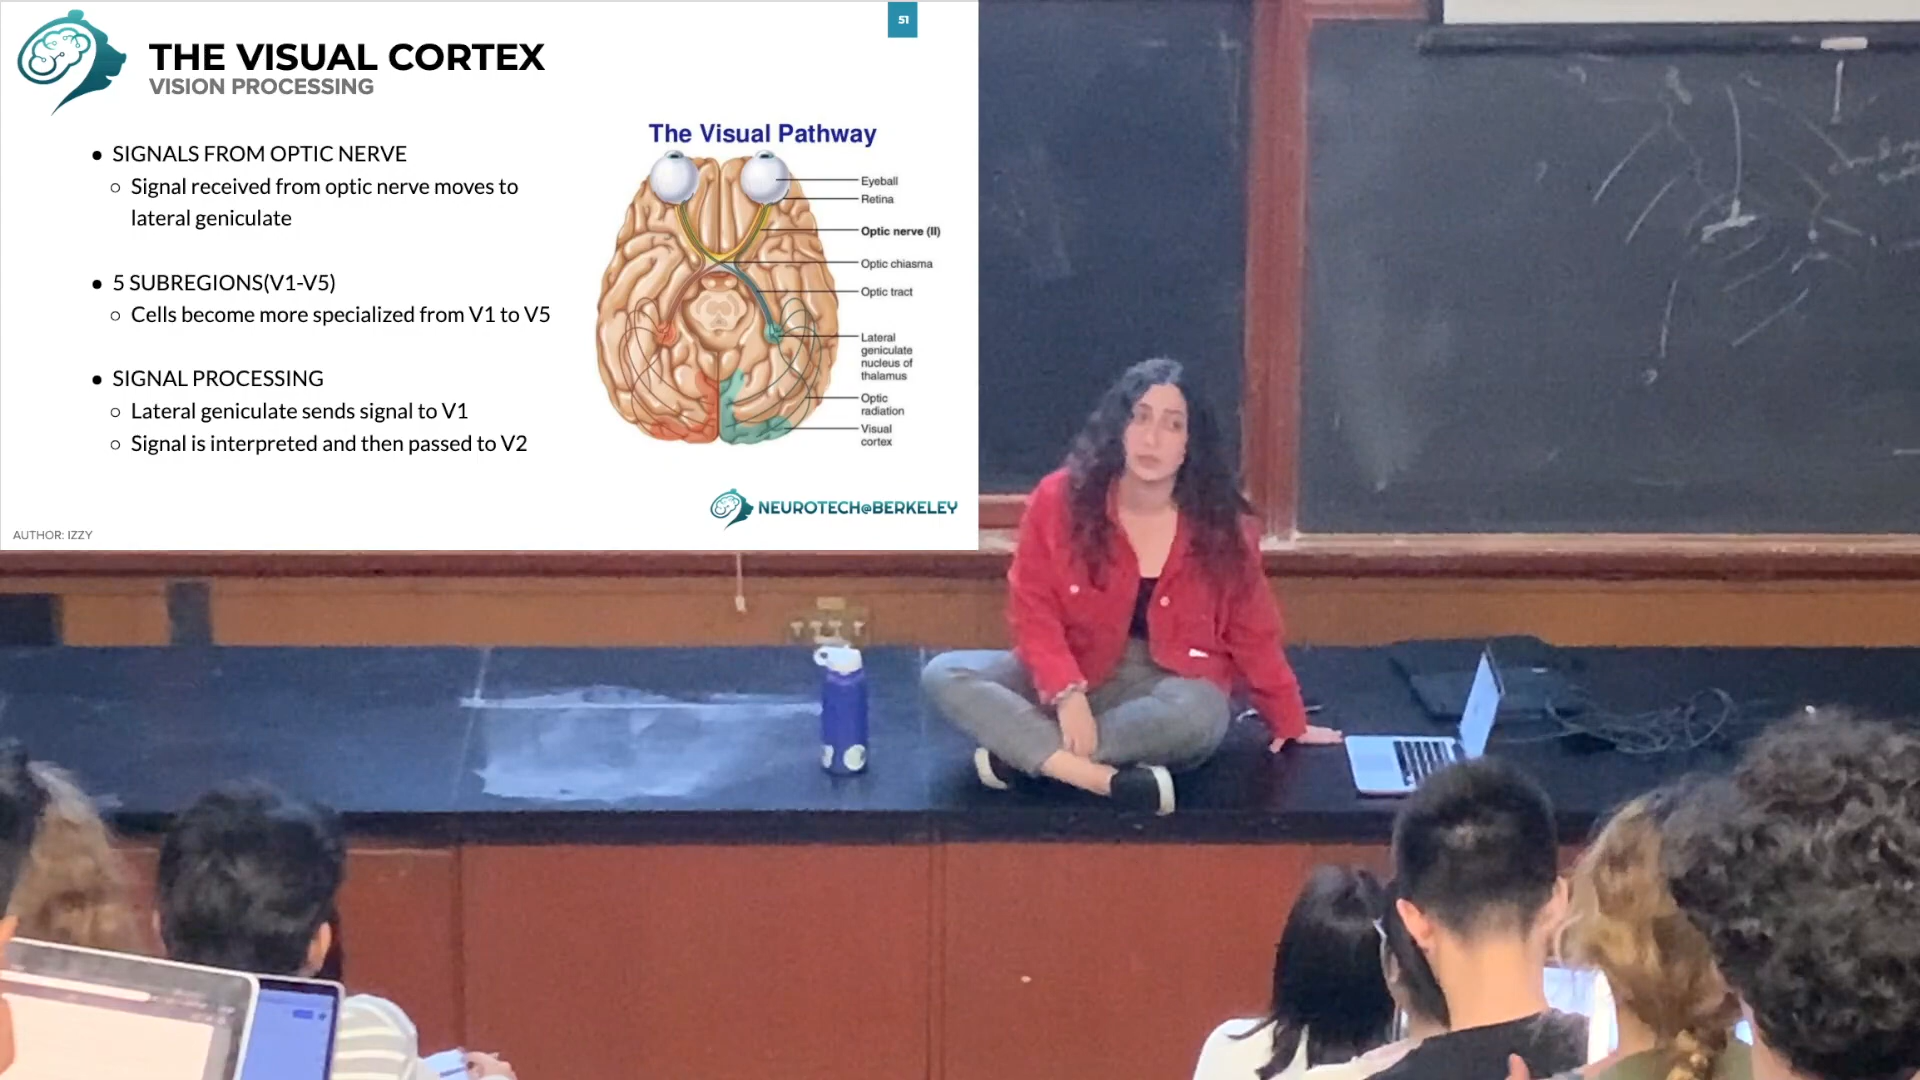 51
THE VISUAL CORTEX
VISION PROCESSING
● SIGNALS FROM OPTIC NERVE
○ Signal received from optic nerve moves to
lateral geniculate
● 5 SUBREGIONS(V1-V5)
○ Cells become more specialized from V1 to V5
● SIGNAL PROCESSING
○ Lateral geniculate sends signal to V1
○ Signal is interpreted and then passed to V2
The Visual Pathway
Eyeball
Retina
Optic nerve (II)
Optic chiasma
Optic tract
Lateral
geniculate
nucleus of
thalamus
Optic
radiation
Visual
cortex
NEUROTECH@BERKELEY
AUTHOR: IZZY